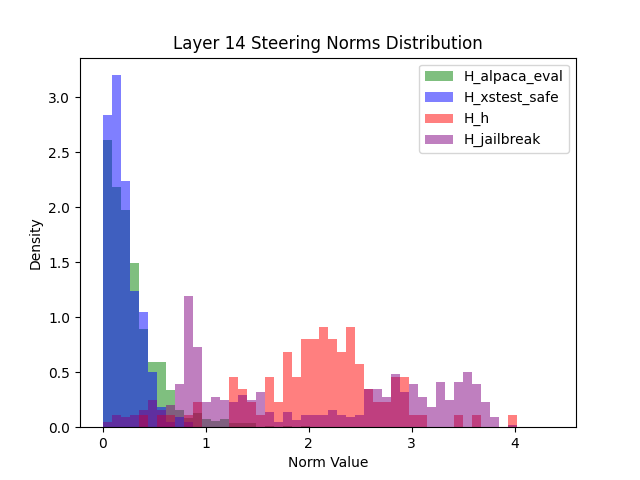 Layer 14 Steering Norms Distribution
H_alpaca_eval
H_xstest_safe
H_h
H_jailbreak
Density
3.0
2.5
2.0
1.5
1.0
0.5
0.0
0 1 2 3 4
Norm Value